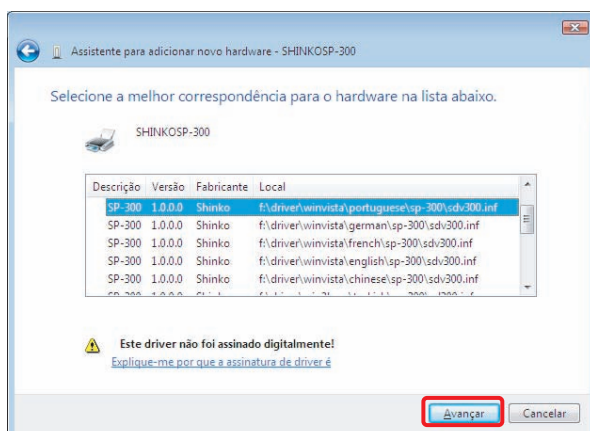 Assistente para adicionar novo hardware - SHINKOSP-300
Selecione a melhor correspondência para o hardware na lista abaixo.
SHINKOSP-300
Descrição Versão Fabricante Local
SP-300 1.0.0.0 Shinko f:\driver\winvista\portuguese\sp-300\sdv300.inf
SP-300 1.0.0.0 Shinko f:\driver\winvista\german\sp-300\sdv300.inf
SP-300 1.0.0.0 Shinko f:\driver\winvista\french\sp-300\sdv300.inf
SP-300 1.0.0.0 Shinko f:\driver\winvista\english\sp-300\sdv300.inf
SP-300 1.0.0.0 Shinko f:\driver\winvista\chinese\sp-300\sdv300.inf
Este driver não foi assinado digitalmente!
Explique-me por que a assinatura de driver é
Avançar Cancelar